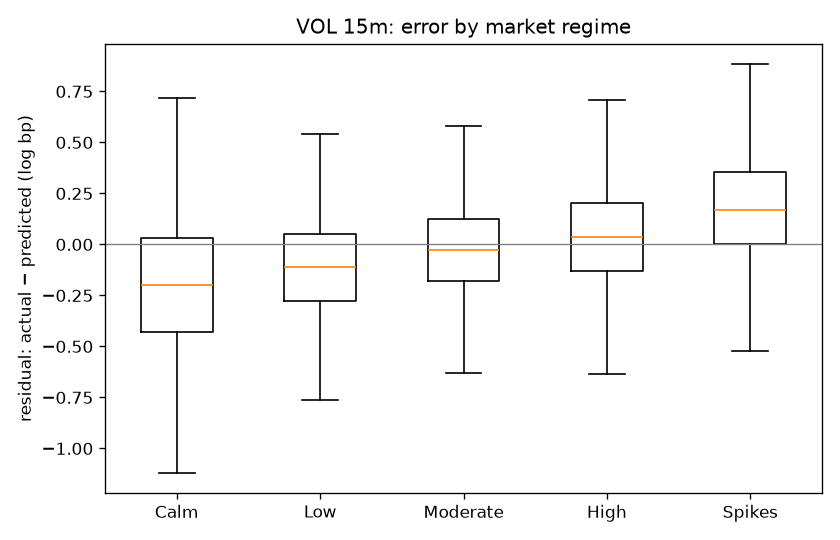 VOL 15m: error by market regime
residual: actual − predicted (log bp)
0.75
0.50
0.25
0.00
−0.25
−0.50
−0.75
−1.00
Calm Low Moderate High Spikes